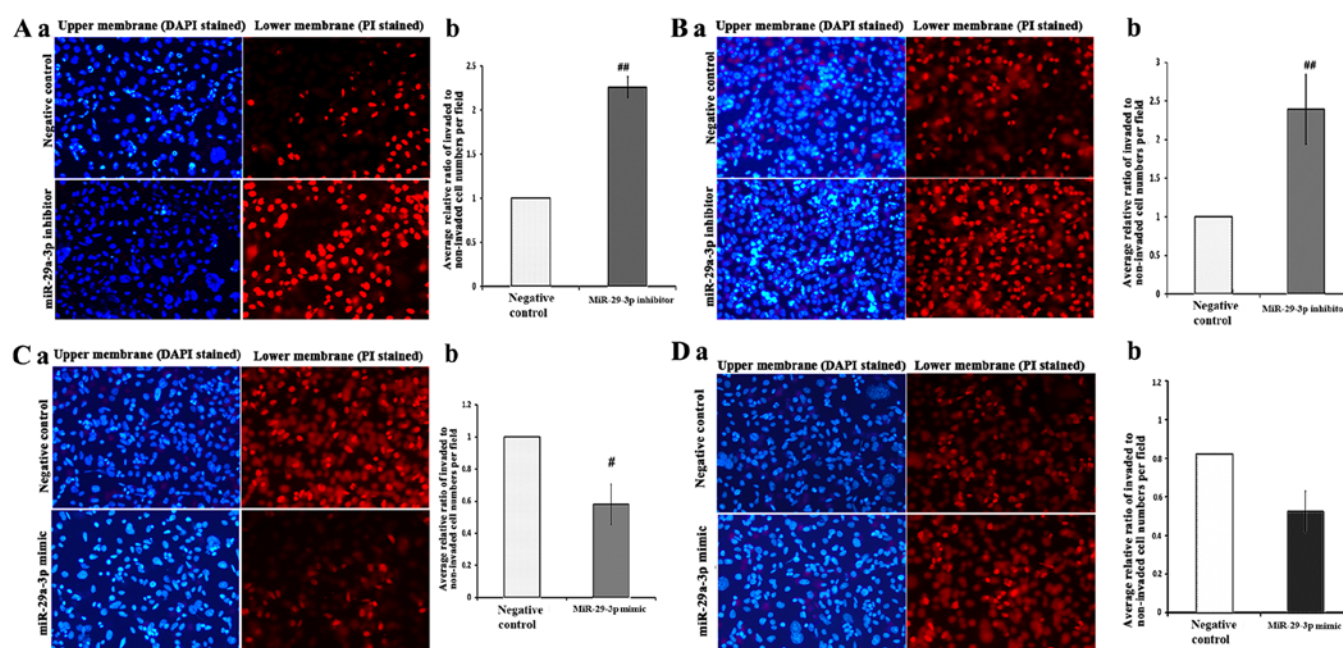 A a
Upper membrane (DAPI stained) Lower membrane (PI stained)
Negative control
miR-29a-3p inhibitor
b
##
Average relative ratio of invaded to
non-invaded cell numbers per field
2.5
2
1.5
1
0.5
0
Negative
control
MiR-29-3p inhibitor
B a
Upper membrane (DAPI stained) Lower membrane (PI stained)
Negative control
miR-29a-3p inhibitor
b
##
Average relative ratio of invaded to
non-invaded cell numbers per field
3
2.5
2
1.5
1
0.5
0
Negative
control
MiR-29-3p inhibitor
C a
Upper membrane (DAPI stained) Lower membrane (PI stained)
Negative control
miR-29a-3p mimic
b
#
Average relative ratio of invaded to
non-invaded cell numbers per field
1.2
1
0.8
0.6
0.4
0.2
0
Negative
control
MiR-29-3p mimic
D a
Upper membrane (DAPI stained) Lower membrane (PI stained)
Negative control
miR-29a-3p mimic
b
Average relative ratio of invaded to
non-invaded cell numbers per field
1.2
1
0.8
0.6
0.4
0.2
0
Negative
control
MiR-29-3p mimic